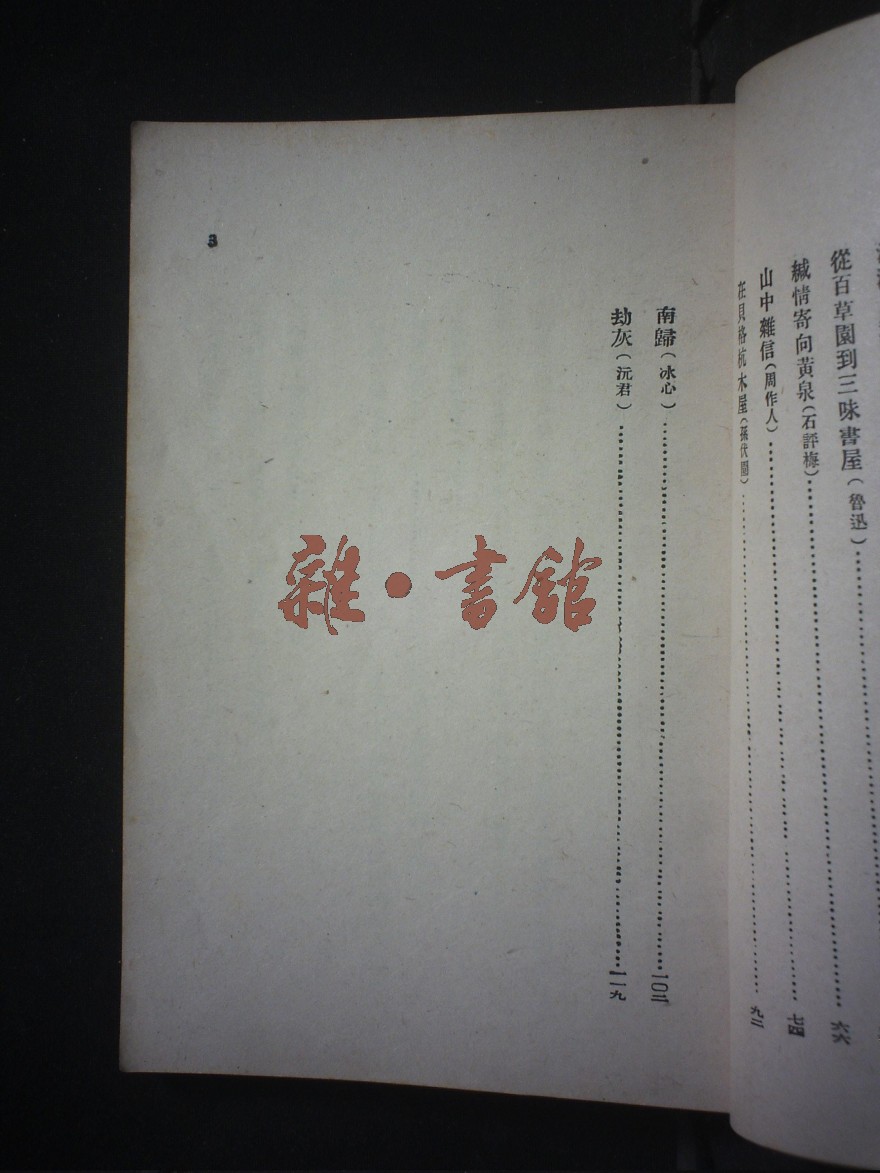 從百草園到三味書屋(魯迅)
緘情寄向黃泉(石評梅)……六六
山中雜信(周作人)……七四
在貝格杭木屋(孫伏園)……九二
南歸(冰心)……一〇二
劫灰(沅君)……一一九
3
雜·書館